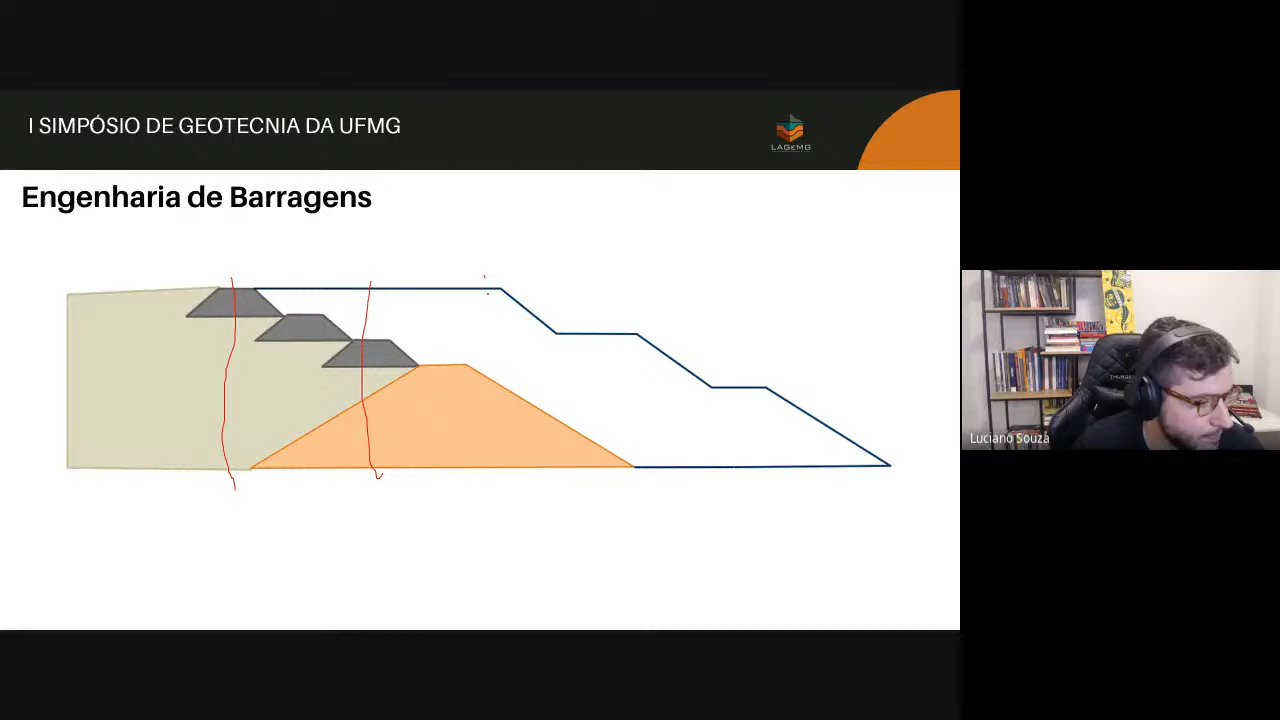 I SIMPÓSIO DE GEOTECNIA DA UFMG
LAGEMG
Engenharia de Barragens
Luciano Souza